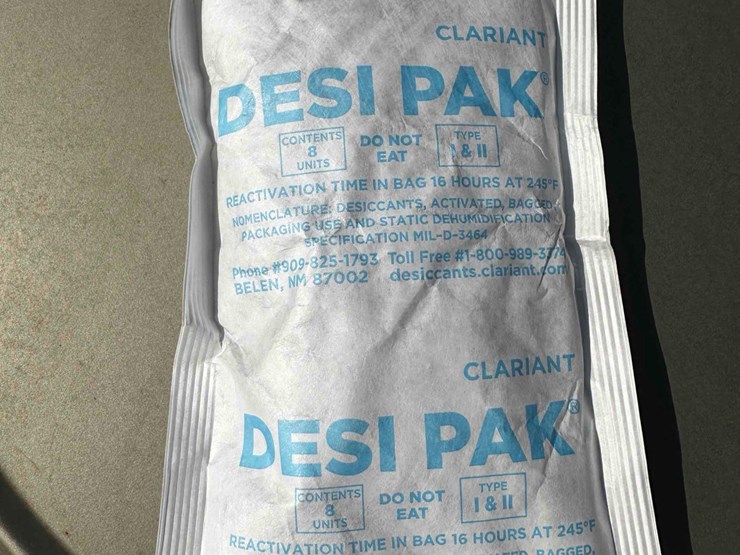 CLARIANT
DESI PAK®
CONTENTS
8
UNITS
DO NOT
EAT
TYPE
I & II
REACTIVATION TIME IN BAG 16 HOURS AT 245°F
NOMENCLATURE: DESICCANTS, ACTIVATED, BAGGED,
PACKAGING USE AND STATIC DEHUMIDIFICATION
SPECIFICATION MIL-D-3464
Phone #909-825-1793 Toll Free #1-800-989-3374
BELEN, NM 87002 desiccants.clariant.com
CLARIANT
DESI PAK®
CONTENTS
8
UNITS
DO NOT
EAT
TYPE
I & II
REACTIVATION TIME IN BAG 16 HOURS AT 245°F
BAGGED,